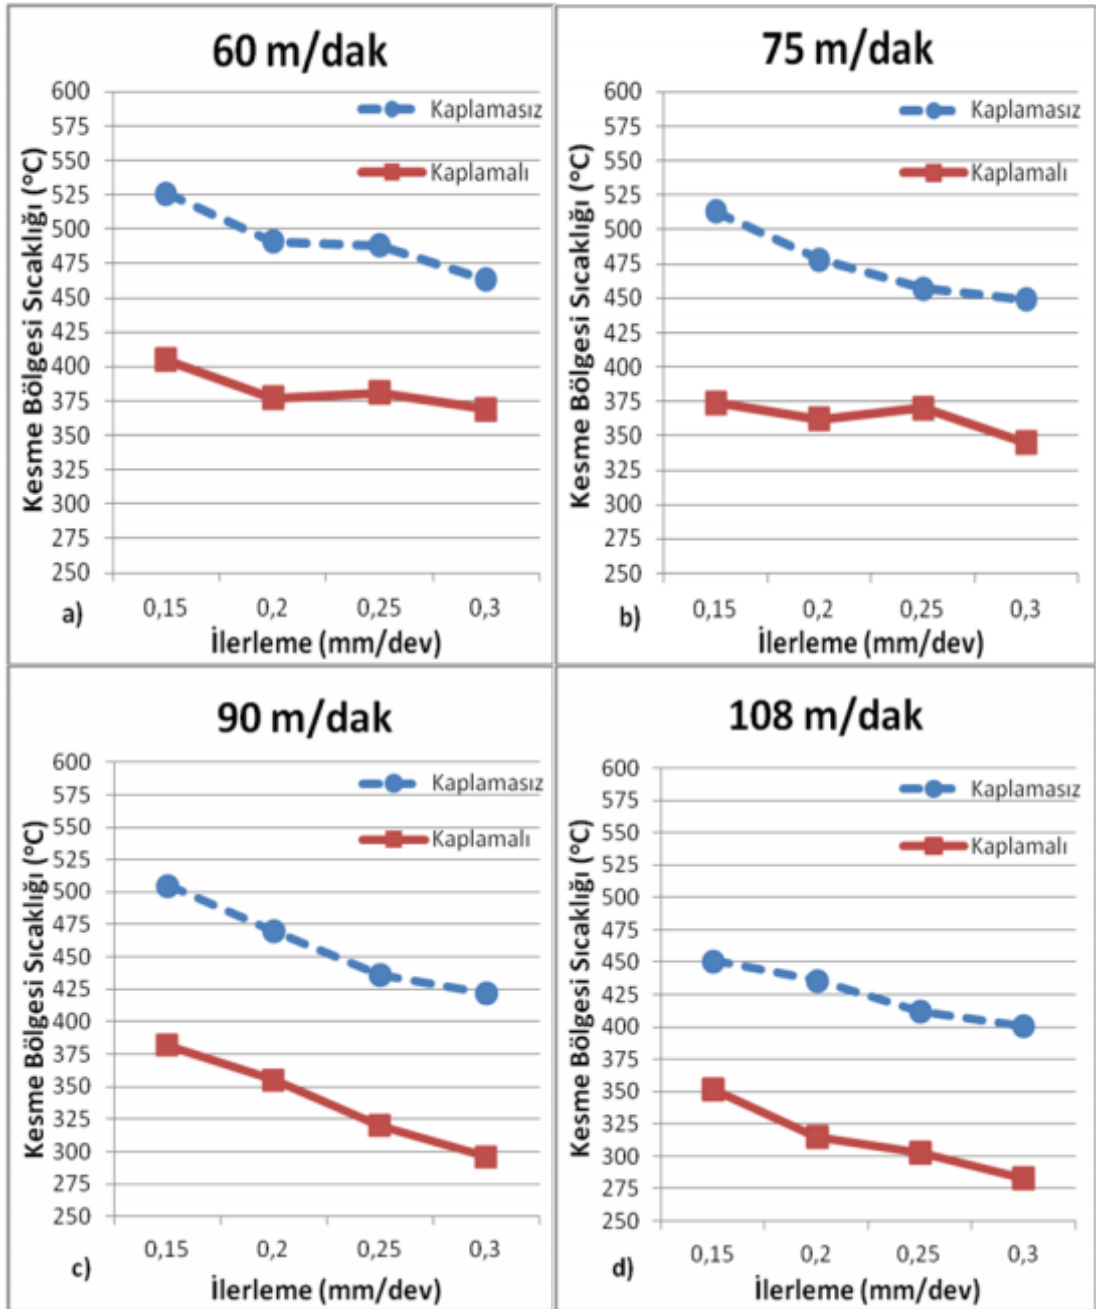 60 m/dak
600
575
550
525
500
475
450
425
400
375
350
325
300
275
250
Kesme Bölgesi Sıcaklığı (°C)
Kaplamasız
Kaplamalı
0,15 0,2 0,25 0,3
a)
İlerleme (mm/dev)
75 m/dak
600
575
550
525
500
475
450
425
400
375
350
325
300
275
250
Kesme Bölgesi Sıcaklığı (°C)
Kaplamasız
Kaplamalı
0,15 0,2 0,25 0,3
b)
İlerleme (mm/dev)
90 m/dak
600
575
550
525
500
475
450
425
400
375
350
325
300
275
250
Kesme Bölgesi Sıcaklığı (°C)
Kaplamasız
Kaplamalı
0,15 0,2 0,25 0,3
c)
İlerleme (mm/dev)
108 m/dak
600
575
550
525
500
475
450
425
400
375
350
325
300
275
250
Kesme Bölgesi Sıcaklığı (°C)
Kaplamasız
Kaplamalı
0,15 0,2 0,25 0,3
d)
İlerleme (mm/dev)